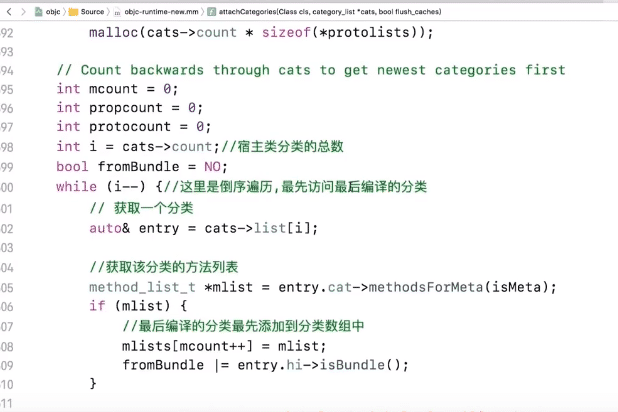 objc > Source > objc-runtime-new.mm > attachCategories(Class cls, category_list *cats, bool flush_caches)
92 malloc(cats->count * sizeof(*protolists));
93
94 // Count backwards through cats to get newest categories first
95 int mcount = 0;
96 int propcount = 0;
97 int protocount = 0;
98 int i = cats->count;//宿主类分类的总数
99 bool fromBundle = NO;
00 while (i--) {//这里是倒序遍历,最先访问最后编译的分类
01 // 获取一个分类
02 auto& entry = cats->list[i];
03
04 //获取该分类的方法列表
05 method_list_t *mlist = entry.cat->methodsForMeta(isMeta);
06 if (mlist) {
07 //最后编译的分类最先添加到分类数组中
08 mlists[mcount++] = mlist;
09 fromBundle |= entry.hi->isBundle();
10 }
11